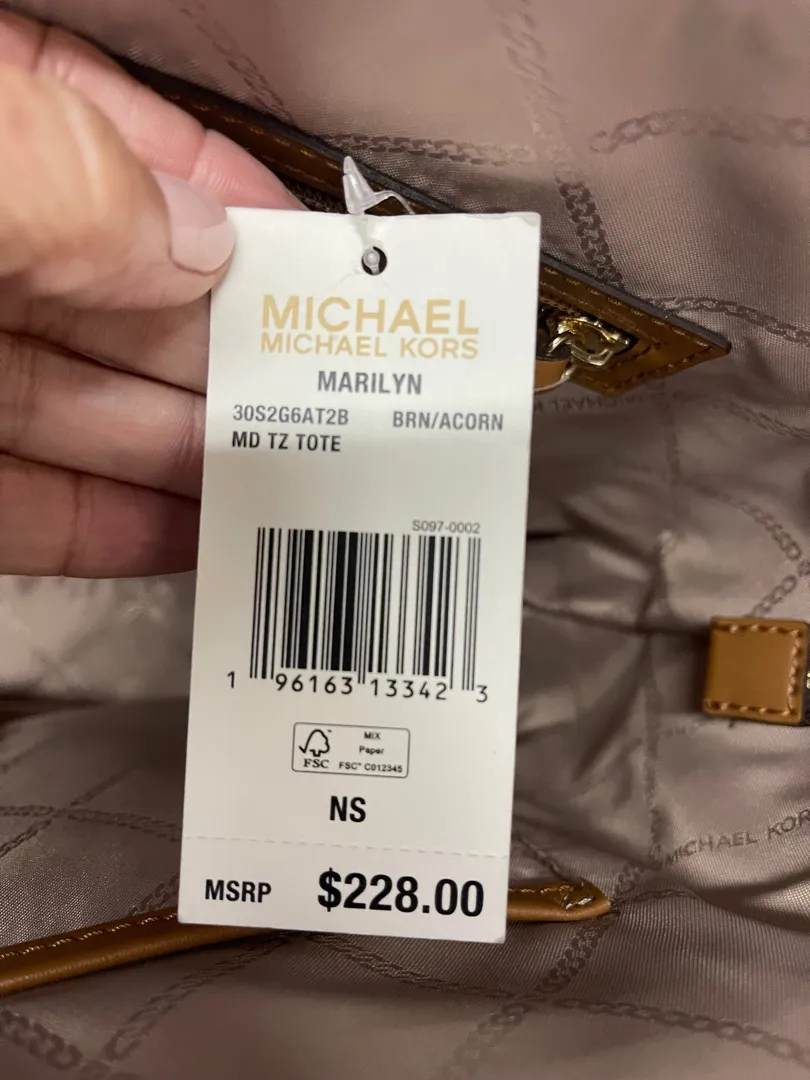 MICHAEL
MICHAEL KORS
MARILYN
30S2G6AT2B BRN/ACORN
MD TZ TOTE
S097-0002
1 96163 13342 3
FSC
MIX
Paper
FSC® C012345
NS
MSRP $228.00
MICHAEL KOR